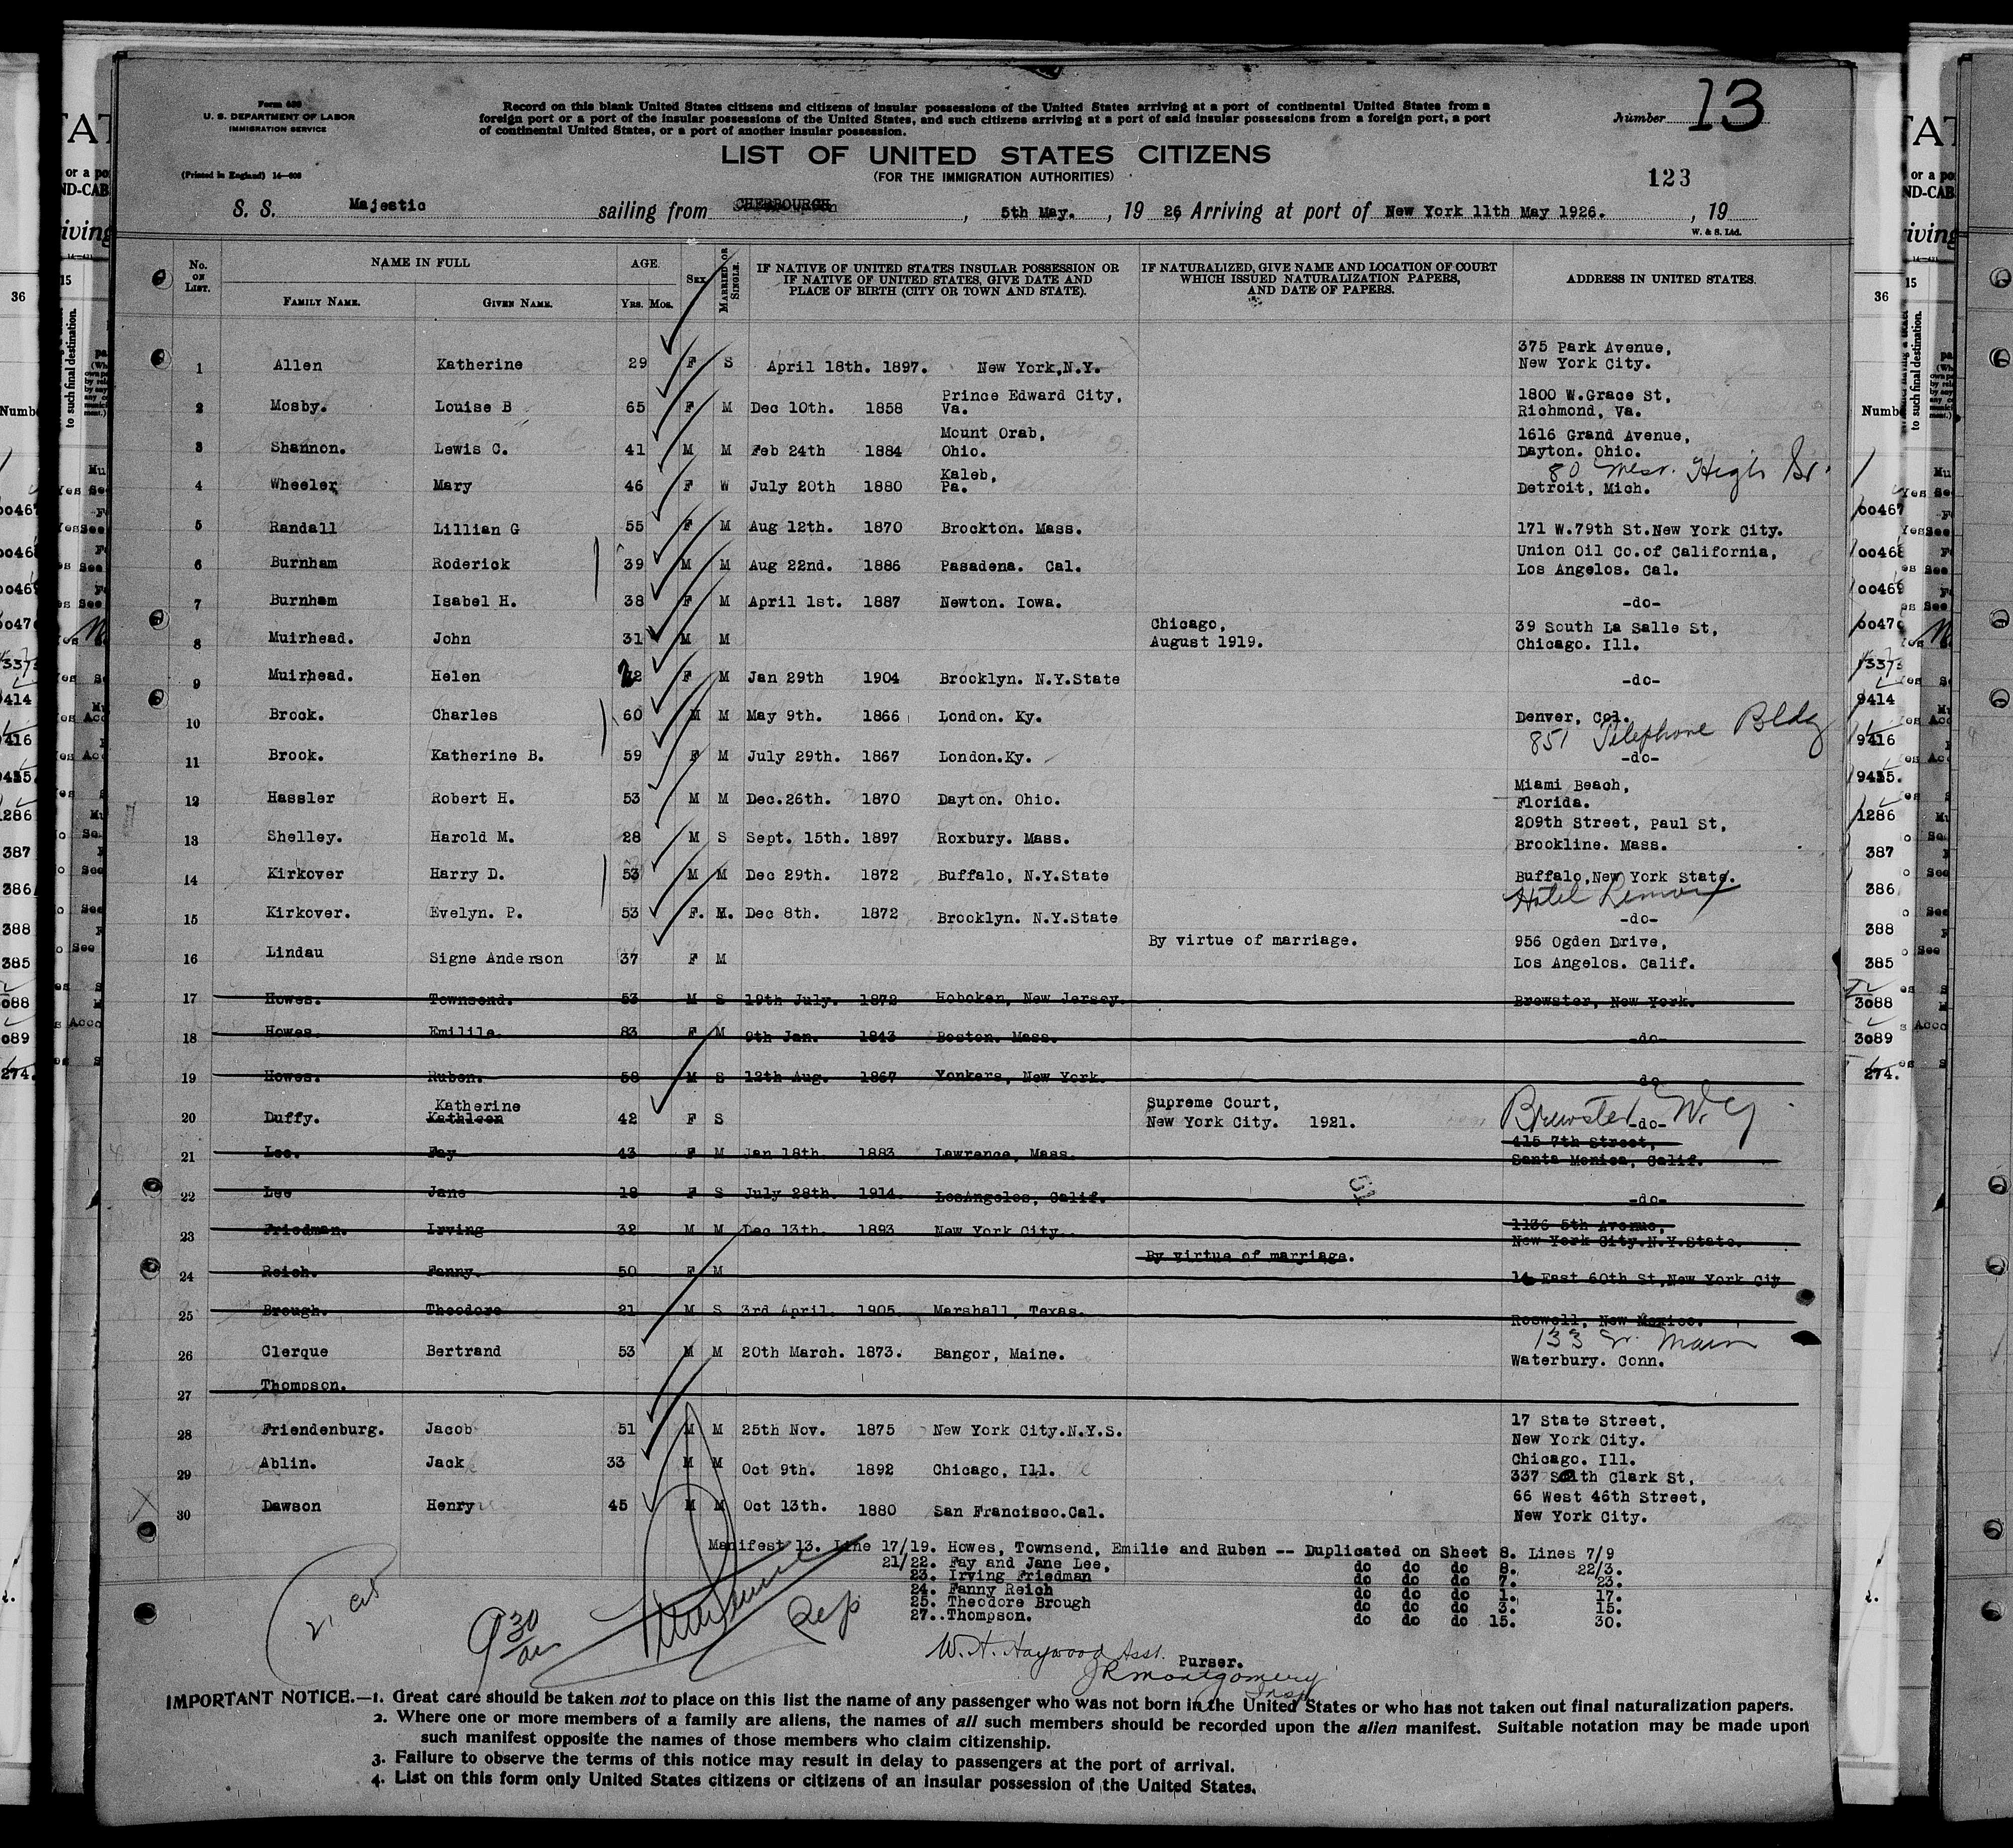 Form 630
U. S. DEPARTMENT OF LABOR
IMMIGRATION SERVICE
(Printed in England) 14—606
Record on this blank United States citizens and citizens of insular possessions of the United States arriving at a port of continental United States from a
foreign port or a port of the insular possessions of the United States, and such citizens arriving at a port of said insular possessions from a foreign port, a port
of continental United States, or a port of another insular possession.
Number 13
LIST OF UNITED STATES CITIZENS
(FOR THE IMMIGRATION AUTHORITIES)
123
S. S. Majestic sailing from CHERBOURGH, 5th May., 19 26, Arriving at port of New York 11th May 1926., 19
W. & S. Ltd.
No. ON LIST. NAME IN FULL AGE. SEX MARRIED OR SINGLE. IF NATIVE OF UNITED STATES INSULAR POSSESSION OR IF NATIVE OF UNITED STATES, GIVE DATE AND PLACE OF BIRTH (CITY OR TOWN AND STATE). IF NATURALIZED, GIVE NAME AND LOCATION OF COURT WHICH ISSUED NATURALIZATION PAPERS, AND DATE OF PAPERS. ADDRESS IN UNITED STATES.
FAMILY NAME. GIVEN NAME. YRS. MOS.
1 Allen Katherine 29 F S April 18th. 1897. New York,N.Y. 375 Park Avenue, New York City.
2 Mosby. Louise B 65 F M Dec 10th. 1858 Prince Edward City, Va. 1800 W.Grace St, Richmond, Va.
3 Shannon. Lewis C. 41 M M Feb 24th 1884 Mount Orab, Ohio. 1616 Grand Avenue, Dayton. Ohio.
4 Wheeler Mary 46 F W July 20th 1880 Kaleb, Pa. 80 West. High St. Detroit, Mich.
5 Randall Lillian G 55 F M Aug 12th. 1870 Brockton. Mass. 171 W.79th St.New York City.
6 Burnham Roderick 39 M M Aug 22nd. 1886 Pasadena. Cal. Union Oil Co.of California, Los Angelos. Cal.
7 Burnham Isabel H. 38 F M April 1st. 1887 Newton. Iowa. -do-
8 Muirhead. John 31 M M Chicago, August 1919. 39 South La Salle St, Chicago. Ill.
9 Muirhead. Helen 22 F M Jan 29th 1904 Brooklyn. N.Y.State -do-
10 Brook. Charles 60 M M May 9th. 1866 London. Ky. Denver, Col. 851 Telephone Bldg
11 Brook. Katherine B. 59 F M July 29th. 1867 London.Ky. -do-
12 Hassler Robert H. 53 M M Dec.26th. 1870 Dayton. Ohio. Miami Beach, Florida.
13 Shelley. Harold M. 28 M S Sept. 15th. 1897 Roxbury. Mass. 209th Street, Paul St, Brookline. Mass.
14 Kirkover Harry D. 53 M M Dec 29th. 1872 Buffalo, N.Y.State Buffalo,New York State. Hotel Lenox
15 Kirkover. Evelyn. P. 53 F. M. Dec 8th. 1872 Brooklyn. N.Y.State -do-
16 Lindau Signe Anderson 37 F M By virtue of marriage. 956 Ogden Drive, Los Angelos. Calif.
17 Howes. Townsend. 53 M S 19th July. 1872 Hoboken, New Jersey. Brewster, New York.
18 Howes. Emilile. 83 F M 9th Jan. 1843 Boston. Mass. -do-
19 Howes. Ruben. 58 M S 12th Aug. 1867 Yonkers, New York. do
20 Duffy. Katherine Kathleen 42 F S Supreme Court, New York City. 1921. Brewster N.Y -do-
21 Lee. Fay 43 F M Jan 18th. 1883 Lawrence, Mass. 415 7th Street, Santa Monica, Calif.
22 Lee Jane 18 F S July 28th. 1914. LosAngelos, Calif. -do-
23 Friedman. Irving 32 M M Dec 13th. 1893 New York City. 1136 5th Avenue, New York City.N.Y.State.
24 Reich. Fanny. 50 F M By virtue of marriage. 14 East 60th St,New York Cit
25 Brough. Theodore 21 M S 3rd April. 1905. Marshall, Texas. Roswell, New Mexico.
26 Clerque Bertrand 53 M M 20th March. 1873. Bangor, Maine. 133 W. Main Waterbury. Conn.
27 Thompson.
28 Friendenburg. Jacob 51 M M 25th Nov. 1875 New York City.N.Y.S. 17 State Street, New York City.
29 Ablin. Jack 33 M M Oct 9th. 1892 Chicago, Ill. Chicago. Ill. 337 South Clark St,
30 Dawson Henry 45 M M Oct 13th. 1880 San Francisco.Cal. 66 West 46th Street, New York City.
Manifest 13. Line 17/19. Howes, Townsend, Emilie and Ruben -- Duplicated on Sheet 8. Lines 7/9
21/22. Fay and Jane Lee, do do do 8. 22/3.
23. Irving Friedman do do do 7. 23.
24. Fanny Reich do do do 1. 17.
25. Theodore Brough do do do 3. 15.
27..Thompson. do do do 15. 30.
930
W. H. Haywood Asst. Purser.
JR Montgomery
Insp
IMPORTANT NOTICE.—1. Great care should be taken not to place on this list the name of any passenger who was not born in the United States or who has not taken out final naturalization papers.
2. Where one or more members of a family are aliens, the names of all such members should be recorded upon the alien manifest. Suitable notation may be made upon
such manifest opposite the names of those members who claim citizenship.
3. Failure to observe the terms of this notice may result in delay to passengers at the port of arrival.
4. List on this form only United States citizens or citizens of an insular possession of the United States.